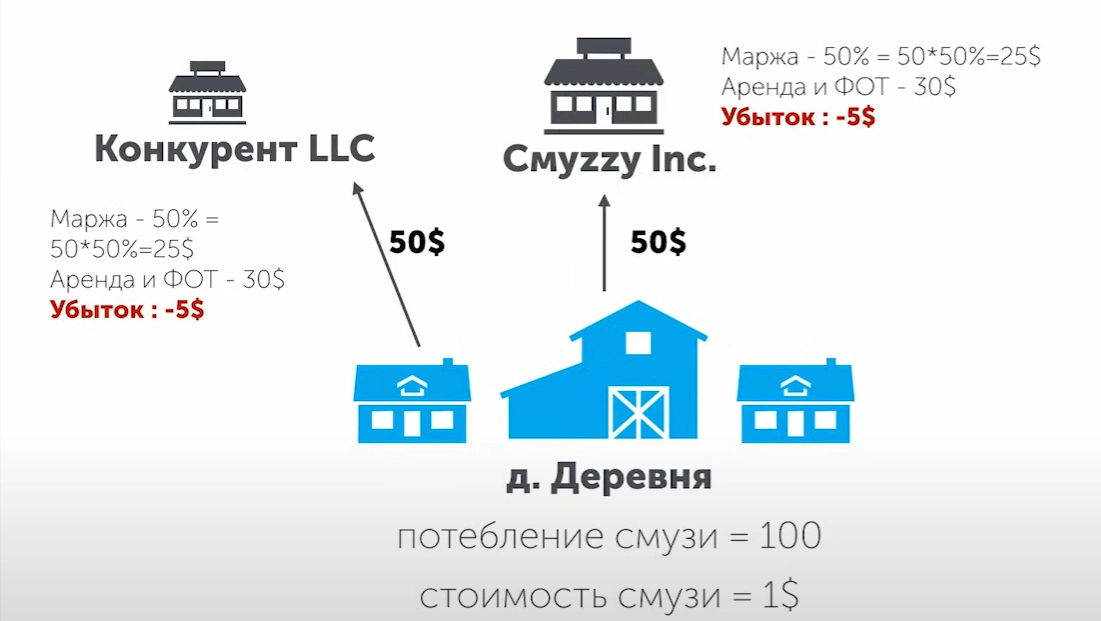 Конкурент LLC
Маржа - 50% =
50*50%=25$
Аренда и ФОТ - 30$
Убыток : -5$
50$
Смуzzy Inc.
Маржа - 50% = 50*50%=25$
Аренда и ФОТ - 30$
Убыток : -5$
50$
д. Деревня
потебление смузи = 100
стоимость смузи = 1$